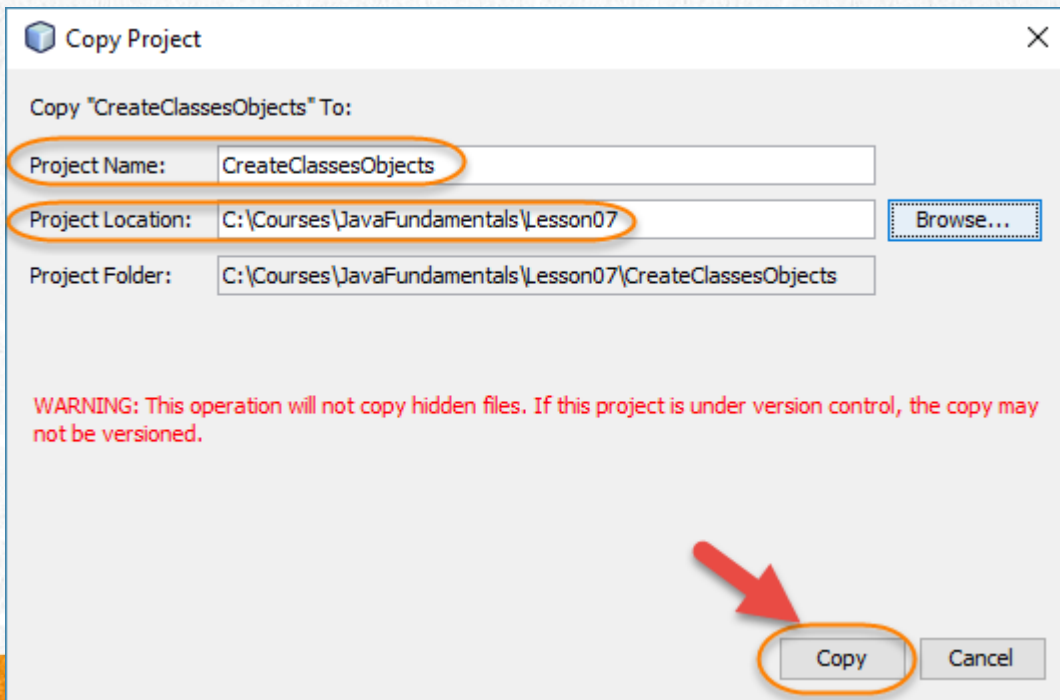 Copy Project
Copy "CreateClassesObjects" To:
Project Name: CreateClassesObjects
Project Location: C:\Courses\JavaFundamentals\Lesson07 Browse...
Project Folder: C:\Courses\JavaFundamentals\Lesson07\CreateClassesObjects
WARNING: This operation will not copy hidden files. If this project is under version control, the copy may
not be versioned.
Copy Cancel